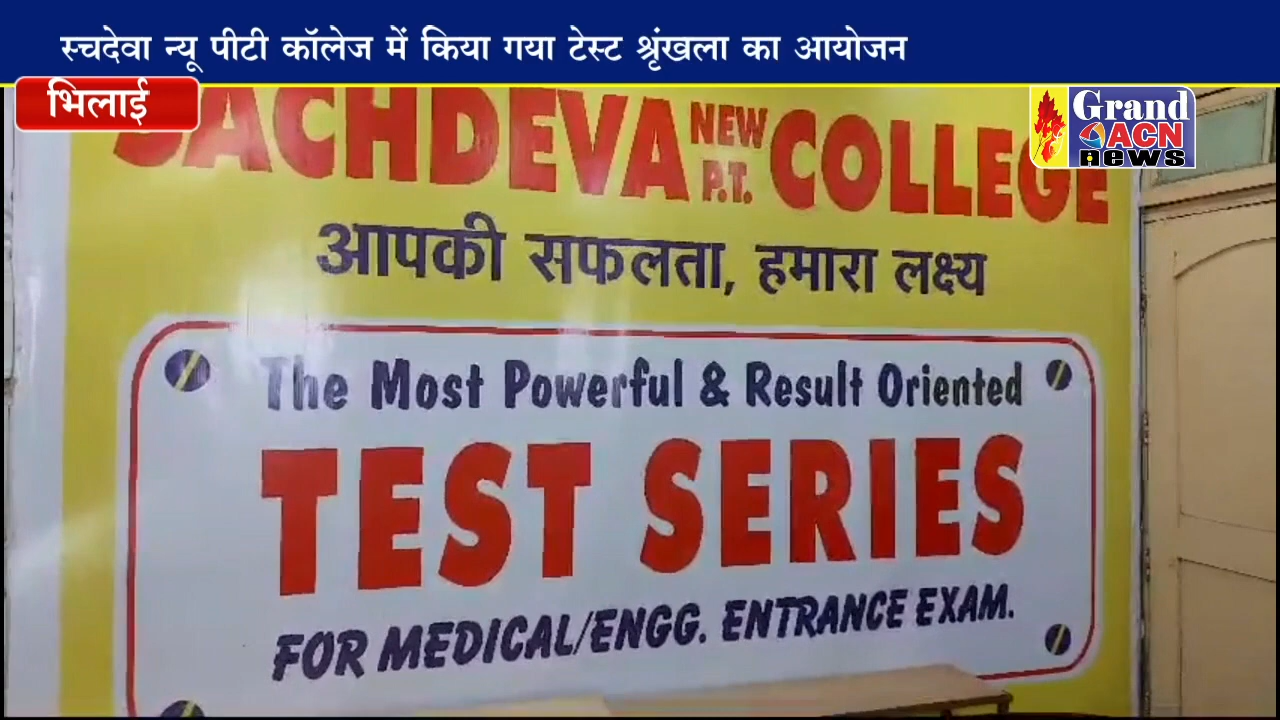 स्चदेवा न्यू पीटी कॉलेज में किया गया टेस्ट श्रृंखला का आयोजन
भिलाई
Grand
ACN
news
SACHDEVA NEW P.T. COLLEGE
आपकी सफलता, हमारा लक्ष्य
The Most Powerful & Result Oriented
TEST SERIES
FOR MEDICAL/ENGG. ENTRANCE EXAM.